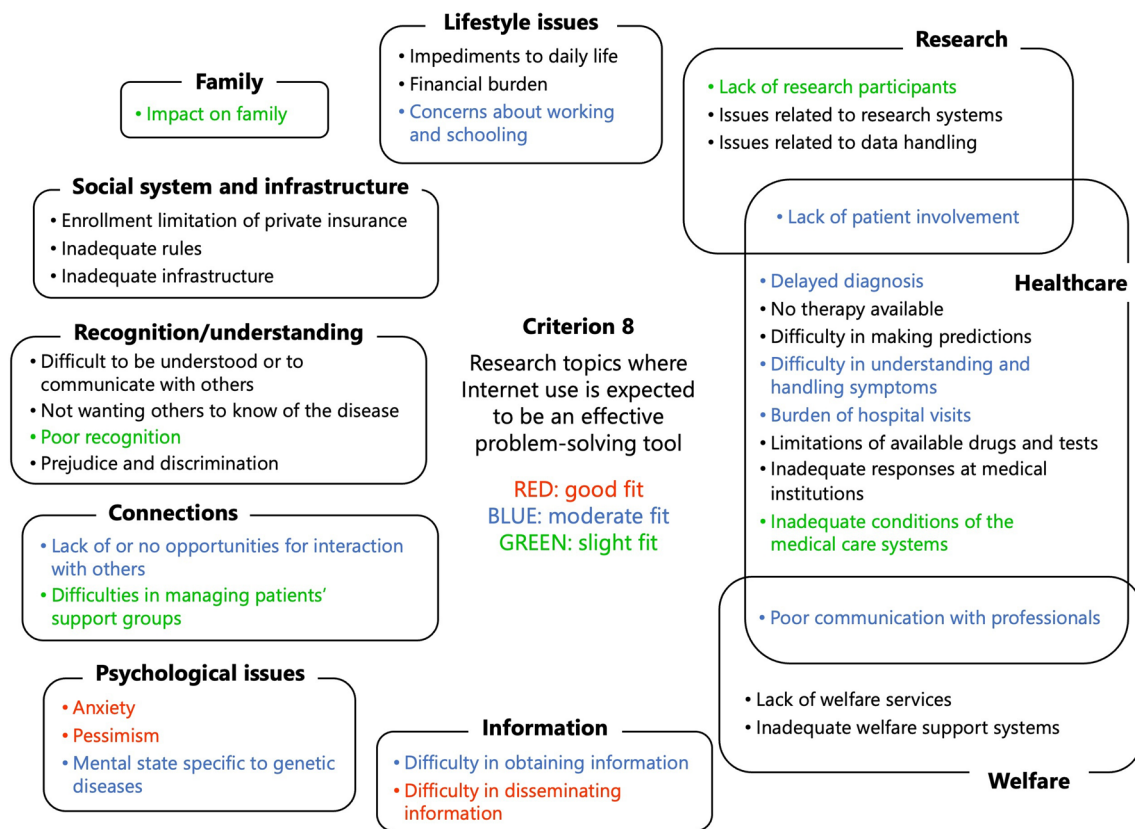 Lifestyle issues
• Impediments to daily life
• Financial burden
• Concerns about working
and schooling
Research
• Lack of research participants
• Issues related to research systems
• Issues related to data handling
Family
• Impact on family
Social system and infrastructure
• Enrollment limitation of private insurance
• Inadequate rules
• Inadequate infrastructure
• Lack of patient involvement
Healthcare
• Delayed diagnosis
• No therapy available
• Difficulty in making predictions
• Difficulty in understanding and
handling symptoms
• Burden of hospital visits
• Limitations of available drugs and tests
• Inadequate responses at medical
institutions
• Inadequate conditions of the
medical care systems
Recognition/understanding
• Difficult to be understood or to
communicate with others
• Not wanting others to know of the disease
• Poor recognition
• Prejudice and discrimination
Criterion 8
Research topics where
Internet use is expected
to be an effective
problem-solving tool
RED: good fit
BLUE: moderate fit
GREEN: slight fit
Connections
• Lack of or no opportunities for interaction
with others
• Difficulties in managing patients’
support groups
• Poor communication with professionals
Psychological issues
• Anxiety
• Pessimism
• Mental state specific to genetic
diseases
Information
• Difficulty in obtaining information
• Difficulty in disseminating
information
• Lack of welfare services
• Inadequate welfare support systems
Welfare